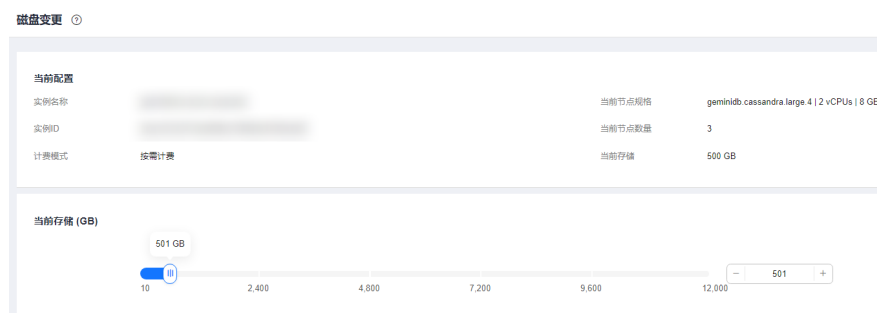 磁盘变更 ?
当前配置
实例名称
当前节点规格 geminidb.cassandra.large.4 | 2 vCPUs | 8 GB
实例ID
当前节点数量 3
计费模式 按需计费
当前存储 500 GB
当前存储 (GB)
501 GB
− 501 +
10 2,400 4,800 7,200 9,600 12,000